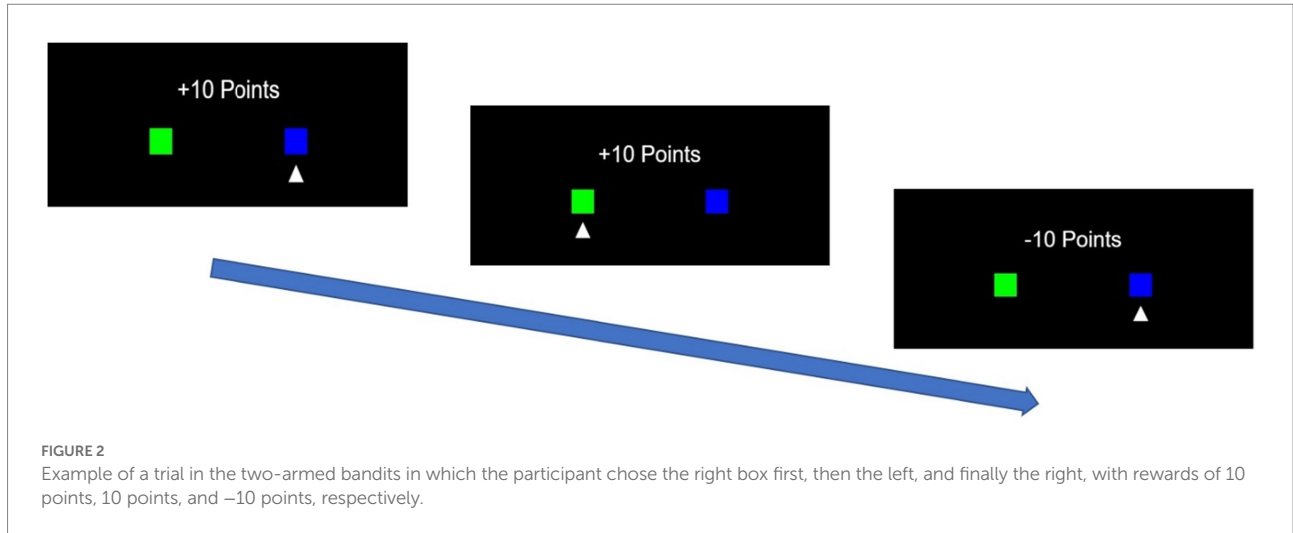 +10 Points
+10 Points
-10 Points
FIGURE 2
Example of a trial in the two-armed bandits in which the participant chose the right box first, then the left, and finally the right, with rewards of 10
points, 10 points, and –10 points, respectively.